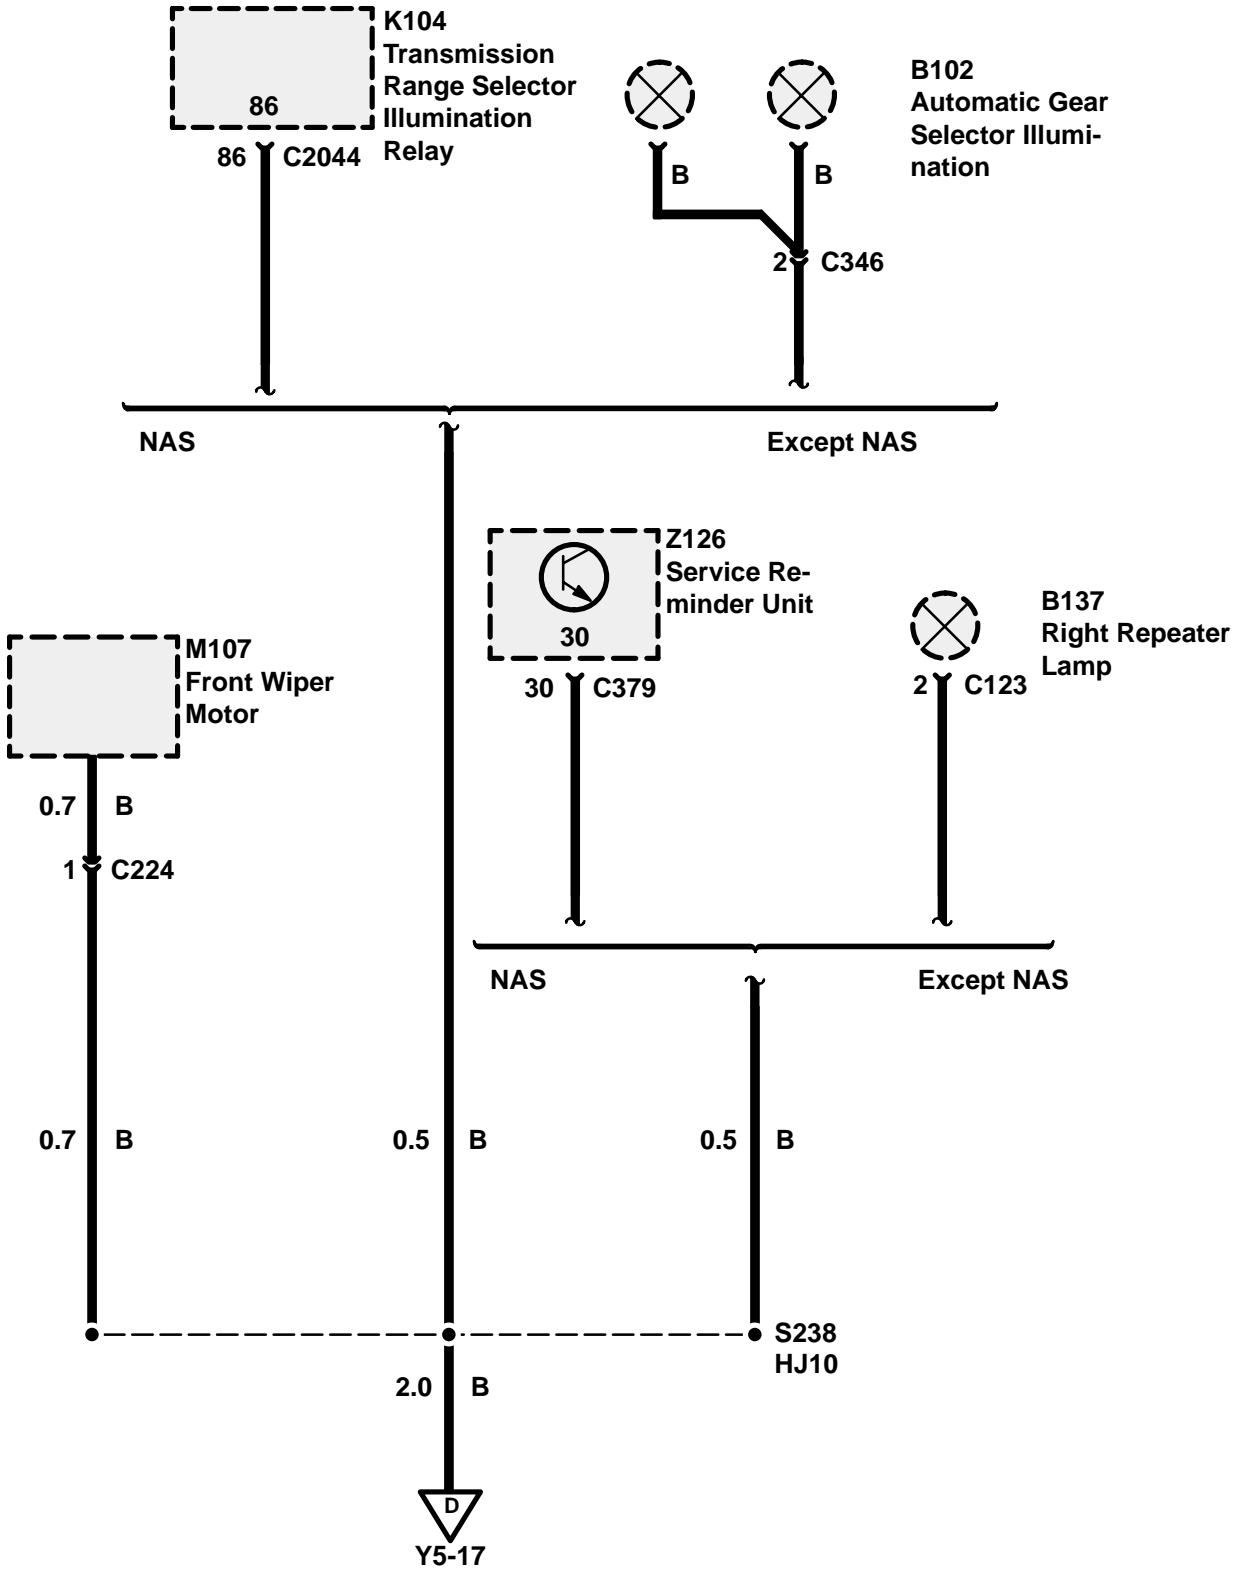 K104
Transmission
Range Selector
Illumination
Relay
86
86 C2044
B102
Automatic Gear
Selector Illumi-
nation
B
B
2 C346
NAS
Except NAS
Z126
Service Re-
minder Unit
30
30 C379
B137
Right Repeater
Lamp
2 C123
M107
Front Wiper
Motor
0.7 B
1 C224
NAS
Except NAS
0.7 B
0.5 B
0.5 B
S238
HJ10
2.0 B
D
Y5-17